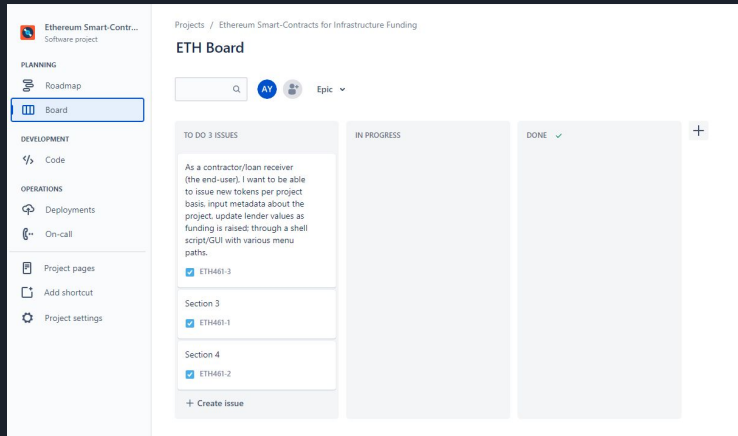 Ethereum Smart-Contr...
Software project
PLANNING
Roadmap
Board
DEVELOPMENT
Code
OPERATIONS
Deployments
On-call
Project pages
Add shortcut
Project settings
Projects / Ethereum Smart-Contracts for Infrastructure Funding
ETH Board
AY
Epic
TO DO 3 ISSUES
As a contractor/loan receiver
(the end-user), I want to be able
to issue new tokens per project
basis, input metadata about the
project, update lender values as
funding is raised; through a shell
script/GUI with various menu
paths.
ETH461-3
Section 3
ETH461-1
Section 4
ETH461-2
+ Create issue
IN PROGRESS
DONE